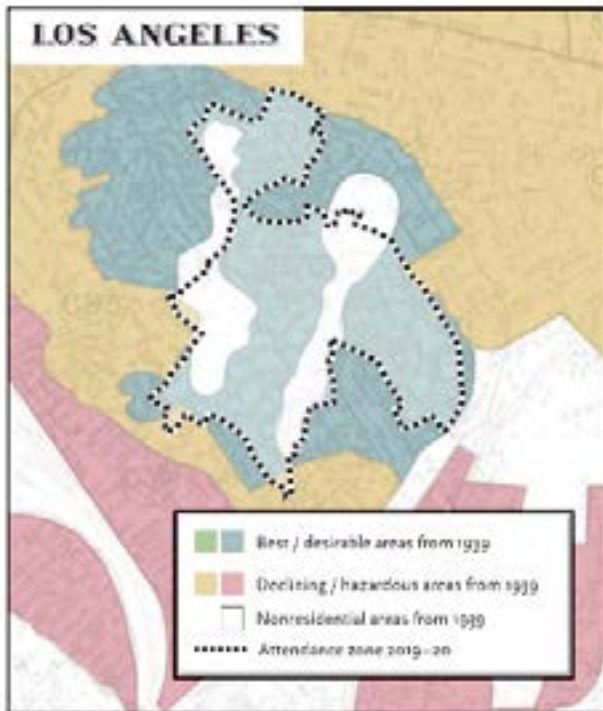 LOS ANGELES
Best / desirable areas from 1939
Declining / hazardous areas from 1939
Nonresidential areas from 1939
Attendance zone 2019–20